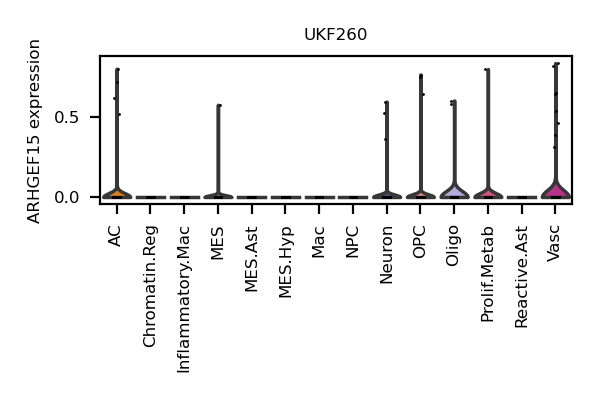 UKF260
ARHGEF15 expression
0.5
0.0
AC
Chromatin.Reg
Inflammatory.Mac
MES
MES.Ast
MES.Hyp
Mac
NPC
Neuron
OPC
Oligo
Prolif.Metab
Reactive.Ast
Vasc